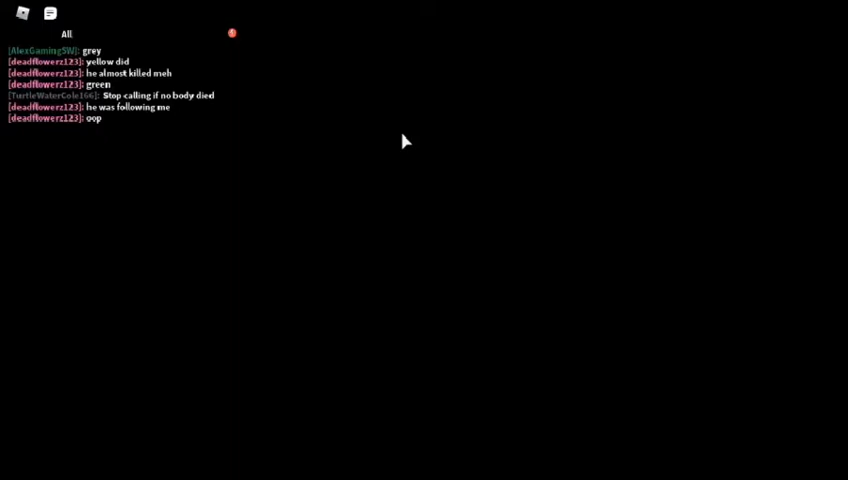 All
[AlexGamingSW]: grey
[deadflowerz123]: yellow did
[deadflowerz123]: he almost killed meh
[deadflowerz123]: green
[TurtleWaterCole166]: Stop calling if no body died
[deadflowerz123]: he was following me
[deadflowerz123]: oop